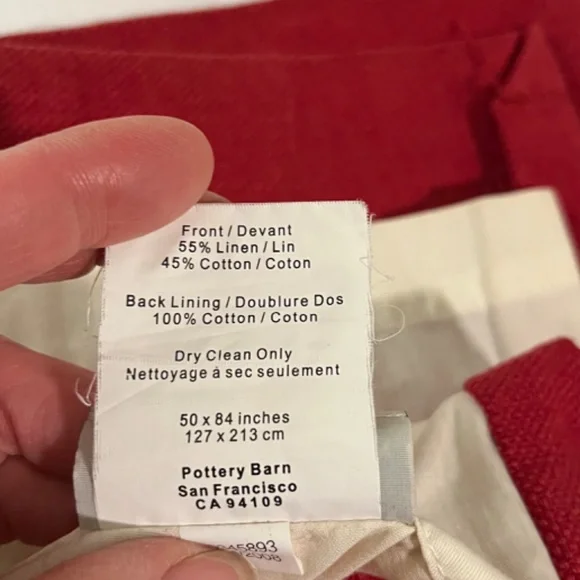 Front / Devant
55% Linen / Lin
45% Cotton / Coton
Back Lining / Doublure Dos
100% Cotton / Coton
Dry Clean Only
Nettoyage à sec seulement
50 x 84 inches
127 x 213 cm
Pottery Barn
San Francisco
CA 94109